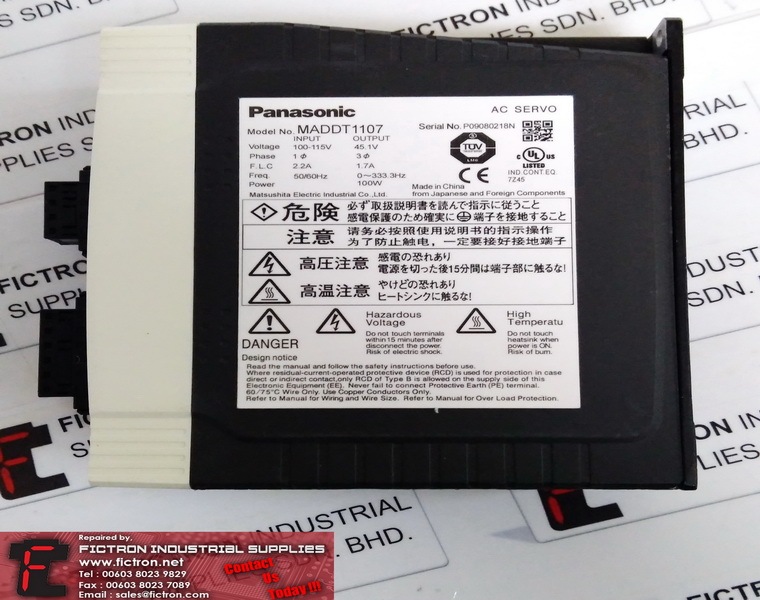 FICTRON IN
SDN. BHD.
FICTRON IN
LIES SDN. BH
Panasonic
AC SERVO
Model No. MADDT1107
Serial No. P09080218N
INPUT OUTPUT
Voltage 100-115V 45.1V
Phase 1Φ 3Φ
F.L.C 2.2A 1.7A
Freq. 50/60Hz 0~333.3Hz
Power 100W
TÜV
C UL US
LISTED
IND.CONT.EQ.
7Z45
CE
Made in China
from Japanese and Foreign Components
Matsushita Electric Industrial Co.,Ltd.
危険 必ず取扱説明書を読んで指示に従うこと
感電保護のため確実に端子を接地すること
注意 请务必按照使用说明书的指示操作
为了防止触电，一定要接好接地端子
高圧注意 感電の恐れあり
電源を切った後15分間は端子部に触るな!
高温注意 やけどの恐れあり
ヒートシンクに触るな!
DANGER
Hazardous
Voltage
Do not touch terminals
within 15 minutes after
disconnect the power.
Risk of electric shock.
High
Temperatu
Do not touch
heatsink when
power is ON.
Risk of burn.
Design notice
Read the manual and follow the safety instructions before use.
Where residual-current-operated protective device (RCD) is used for protection in case
direct or indirect contact,only RCD of Type B is allowed on the supply side of this
Electronic Equipment (EE). Never fail to connect Protective Earth (PE) terminal.
60/75°C Wire Only. Use Copper Conductors Only.
Refer to Manual for Wiring and Wire Size. Refer to Manual for Over Load Protection.
INDUSTRIAL
BHD.
Repaired by,
FICTRON INDUSTRIAL SUPPLIES
www.fictron.net
Tel : 00603 8023 9829
Fax : 00603 8023 7089
Email : sales@fictron.com
Contact
Us
Today !!!